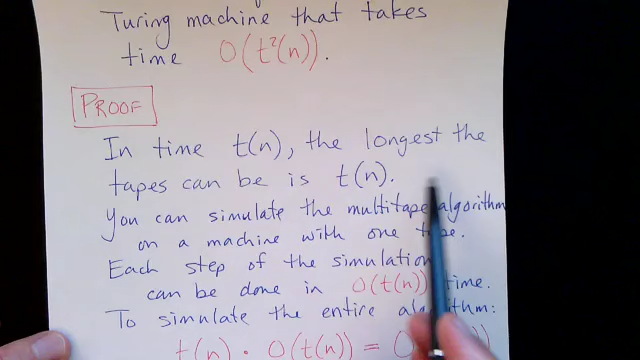 Turing machine that takes
time O(t²(n)).
PROOF
In time t(n), the longest the
tapes can be is t(n).
You can simulate the multitape algorithm
on a machine with one tape.
Each step of the simulation
can be done in O(t(n)) time.
To simulate the entire algorithm:
t(n) · O(t(n)) = O